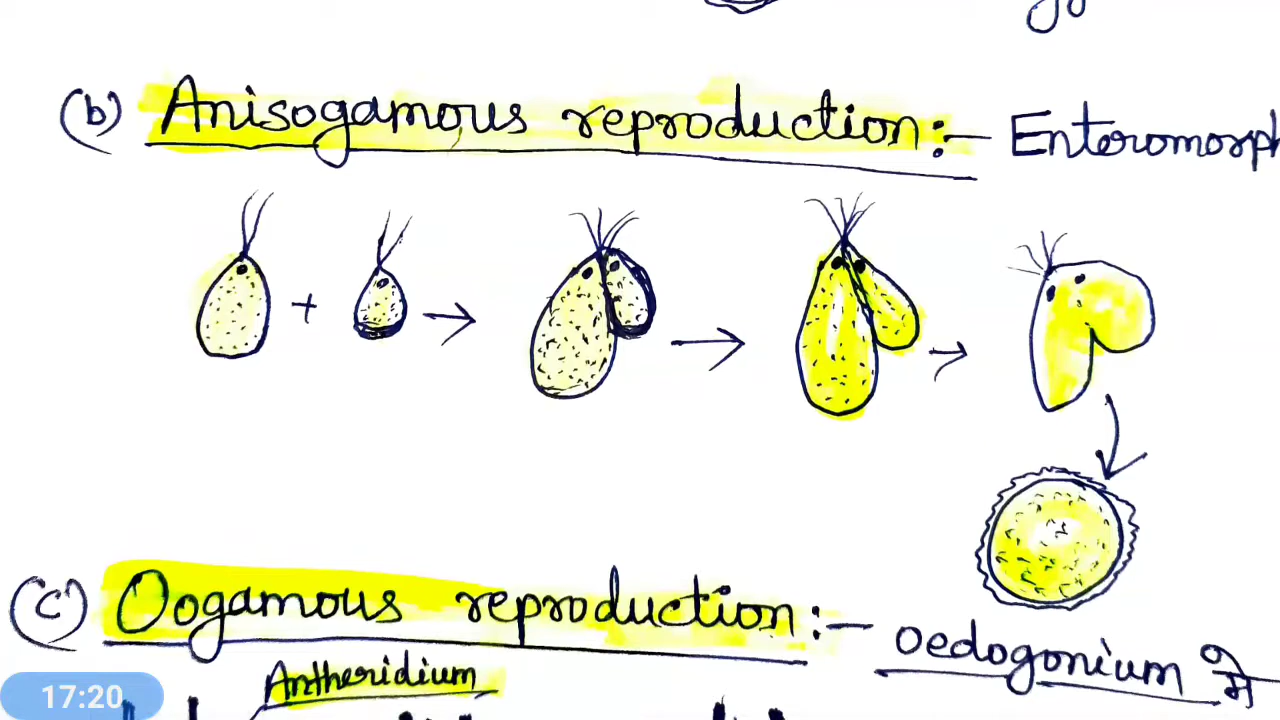 (b) Anisogamous reproduction :- Enteromorph
+
(c) Oogamous reproduction :- oedogonium में
Antheridium
17:20